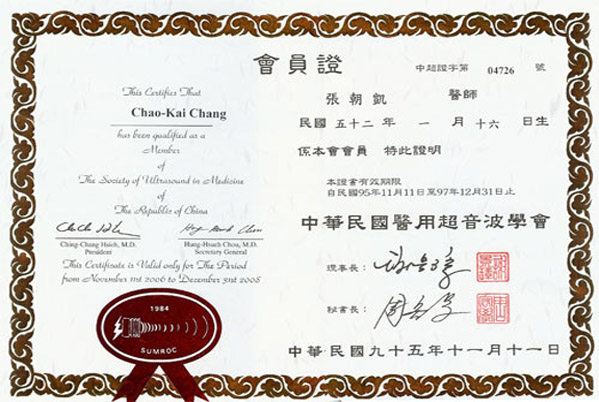 會員證
中超證字第 04726 號
This Certifies That
Chao-Kai Chang
has been qualified as a
Member
of
The Society of Ultrasound in Medicine
of
The Republic of China
Ching-Chang Hsieh, M.D.
President
Hsueh Chou, M.D.
Secretary General
This Certificate is Valid only for The Period
from November 11st 2006 to December 31st 2008
1984
SUMROC
張朝凱 醫師
民國 五十二 年 一 月 十六 日生
係本會會員 特此證明
本證書有效期限
自民國95年11月11日至97年12月31日止
中華民國醫用超音波學會
理事長：
秘書長：
中華民國九十五年十一月十一日